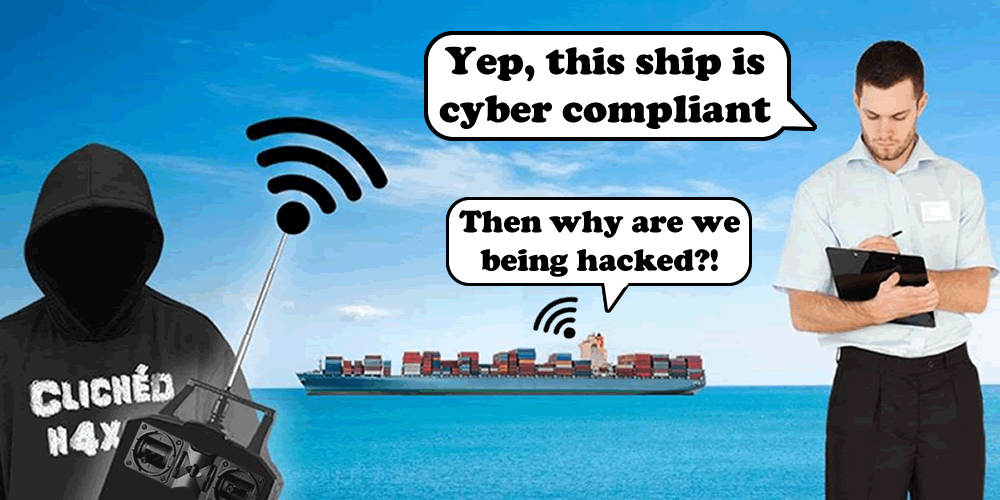 Yep, this ship is
cyber compliant
Then why are we
being hacked?!
CLICHÉD
H4X